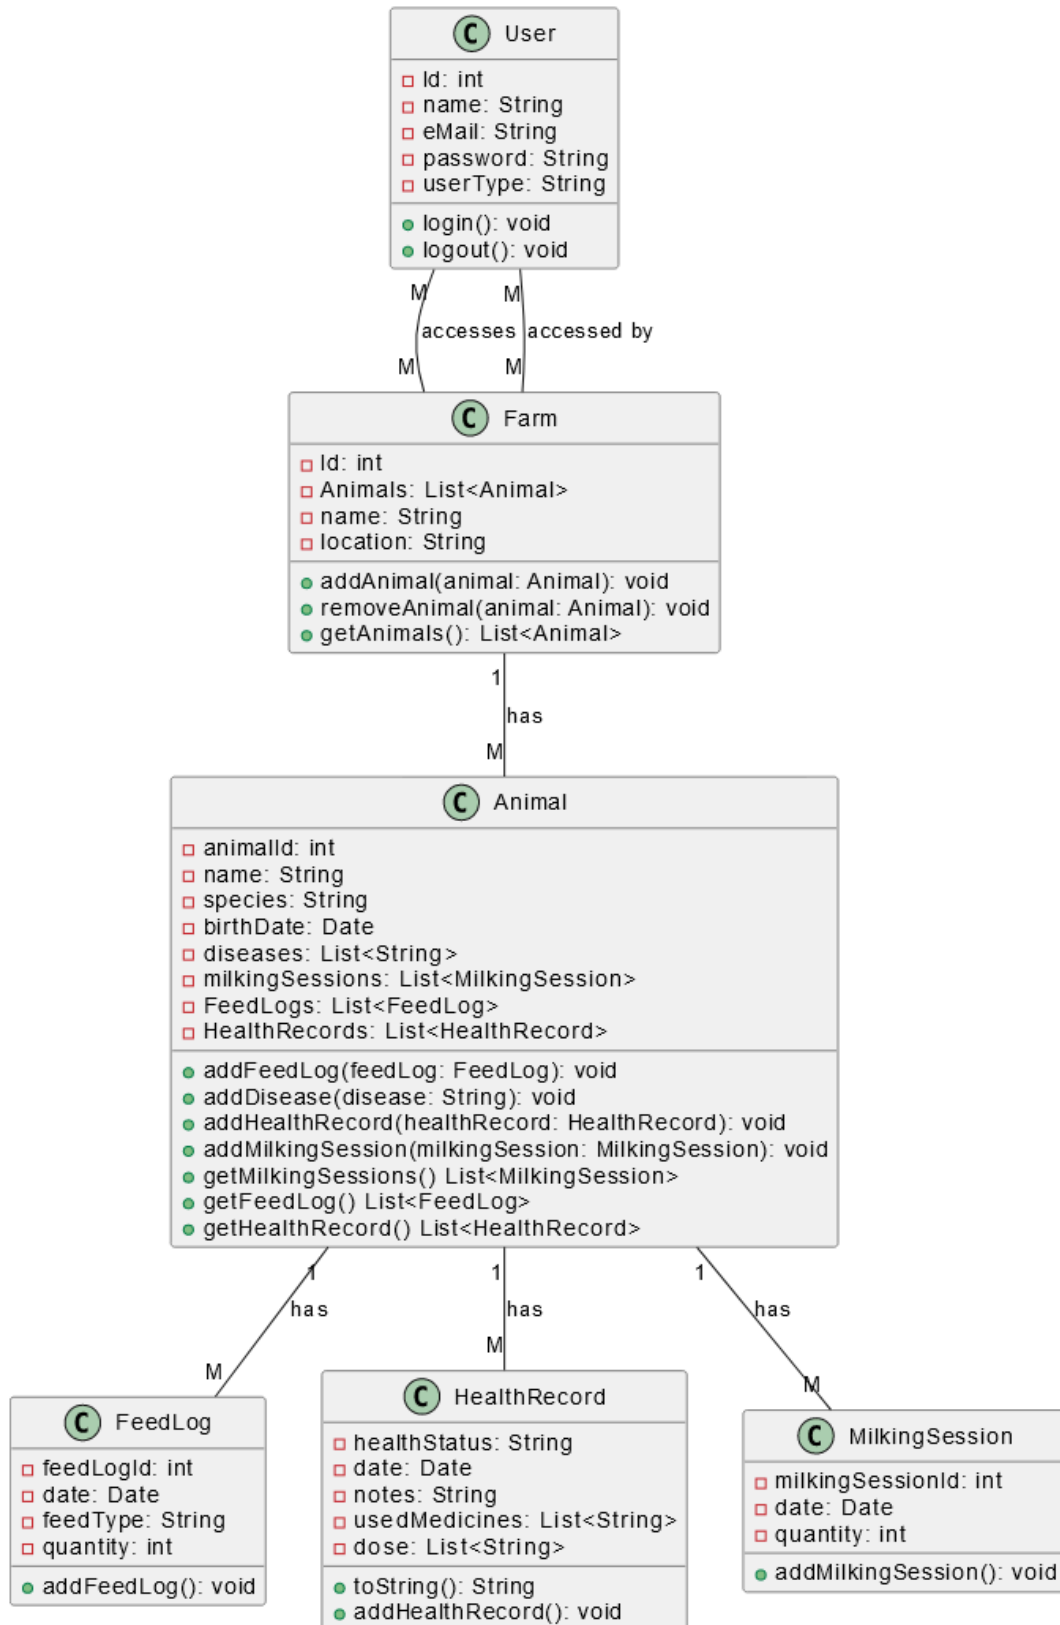 C User
Id: int
name: String
eMail: String
password: String
userType: String
login(): void
logout(): void
M M
accesses accessed by
M M
C Farm
Id: int
Animals: List<Animal>
name: String
location: String
addAnimal(animal: Animal): void
removeAnimal(animal: Animal): void
getAnimals(): List<Animal>
1
has
M
C Animal
animalId: int
name: String
species: String
birthDate: Date
diseases: List<String>
milkingSessions: List<MilkingSession>
FeedLogs: List<FeedLog>
HealthRecords: List<HealthRecord>
addFeedLog(feedLog: FeedLog): void
addDisease(disease: String): void
addHealthRecord(healthRecord: HealthRecord): void
addMilkingSession(milkingSession: MilkingSession): void
getMilkingSessions() List<MilkingSession>
getFeedLog() List<FeedLog>
getHealthRecord() List<HealthRecord>
1 1 1
has has has
M M M
C FeedLog
feedLogId: int
date: Date
feedType: String
quantity: int
addFeedLog(): void
C HealthRecord
healthStatus: String
date: Date
notes: String
usedMedicines: List<String>
dose: List<String>
toString(): String
addHealthRecord(): void
C MilkingSession
milkingSessionId: int
date: Date
quantity: int
addMilkingSession(): void